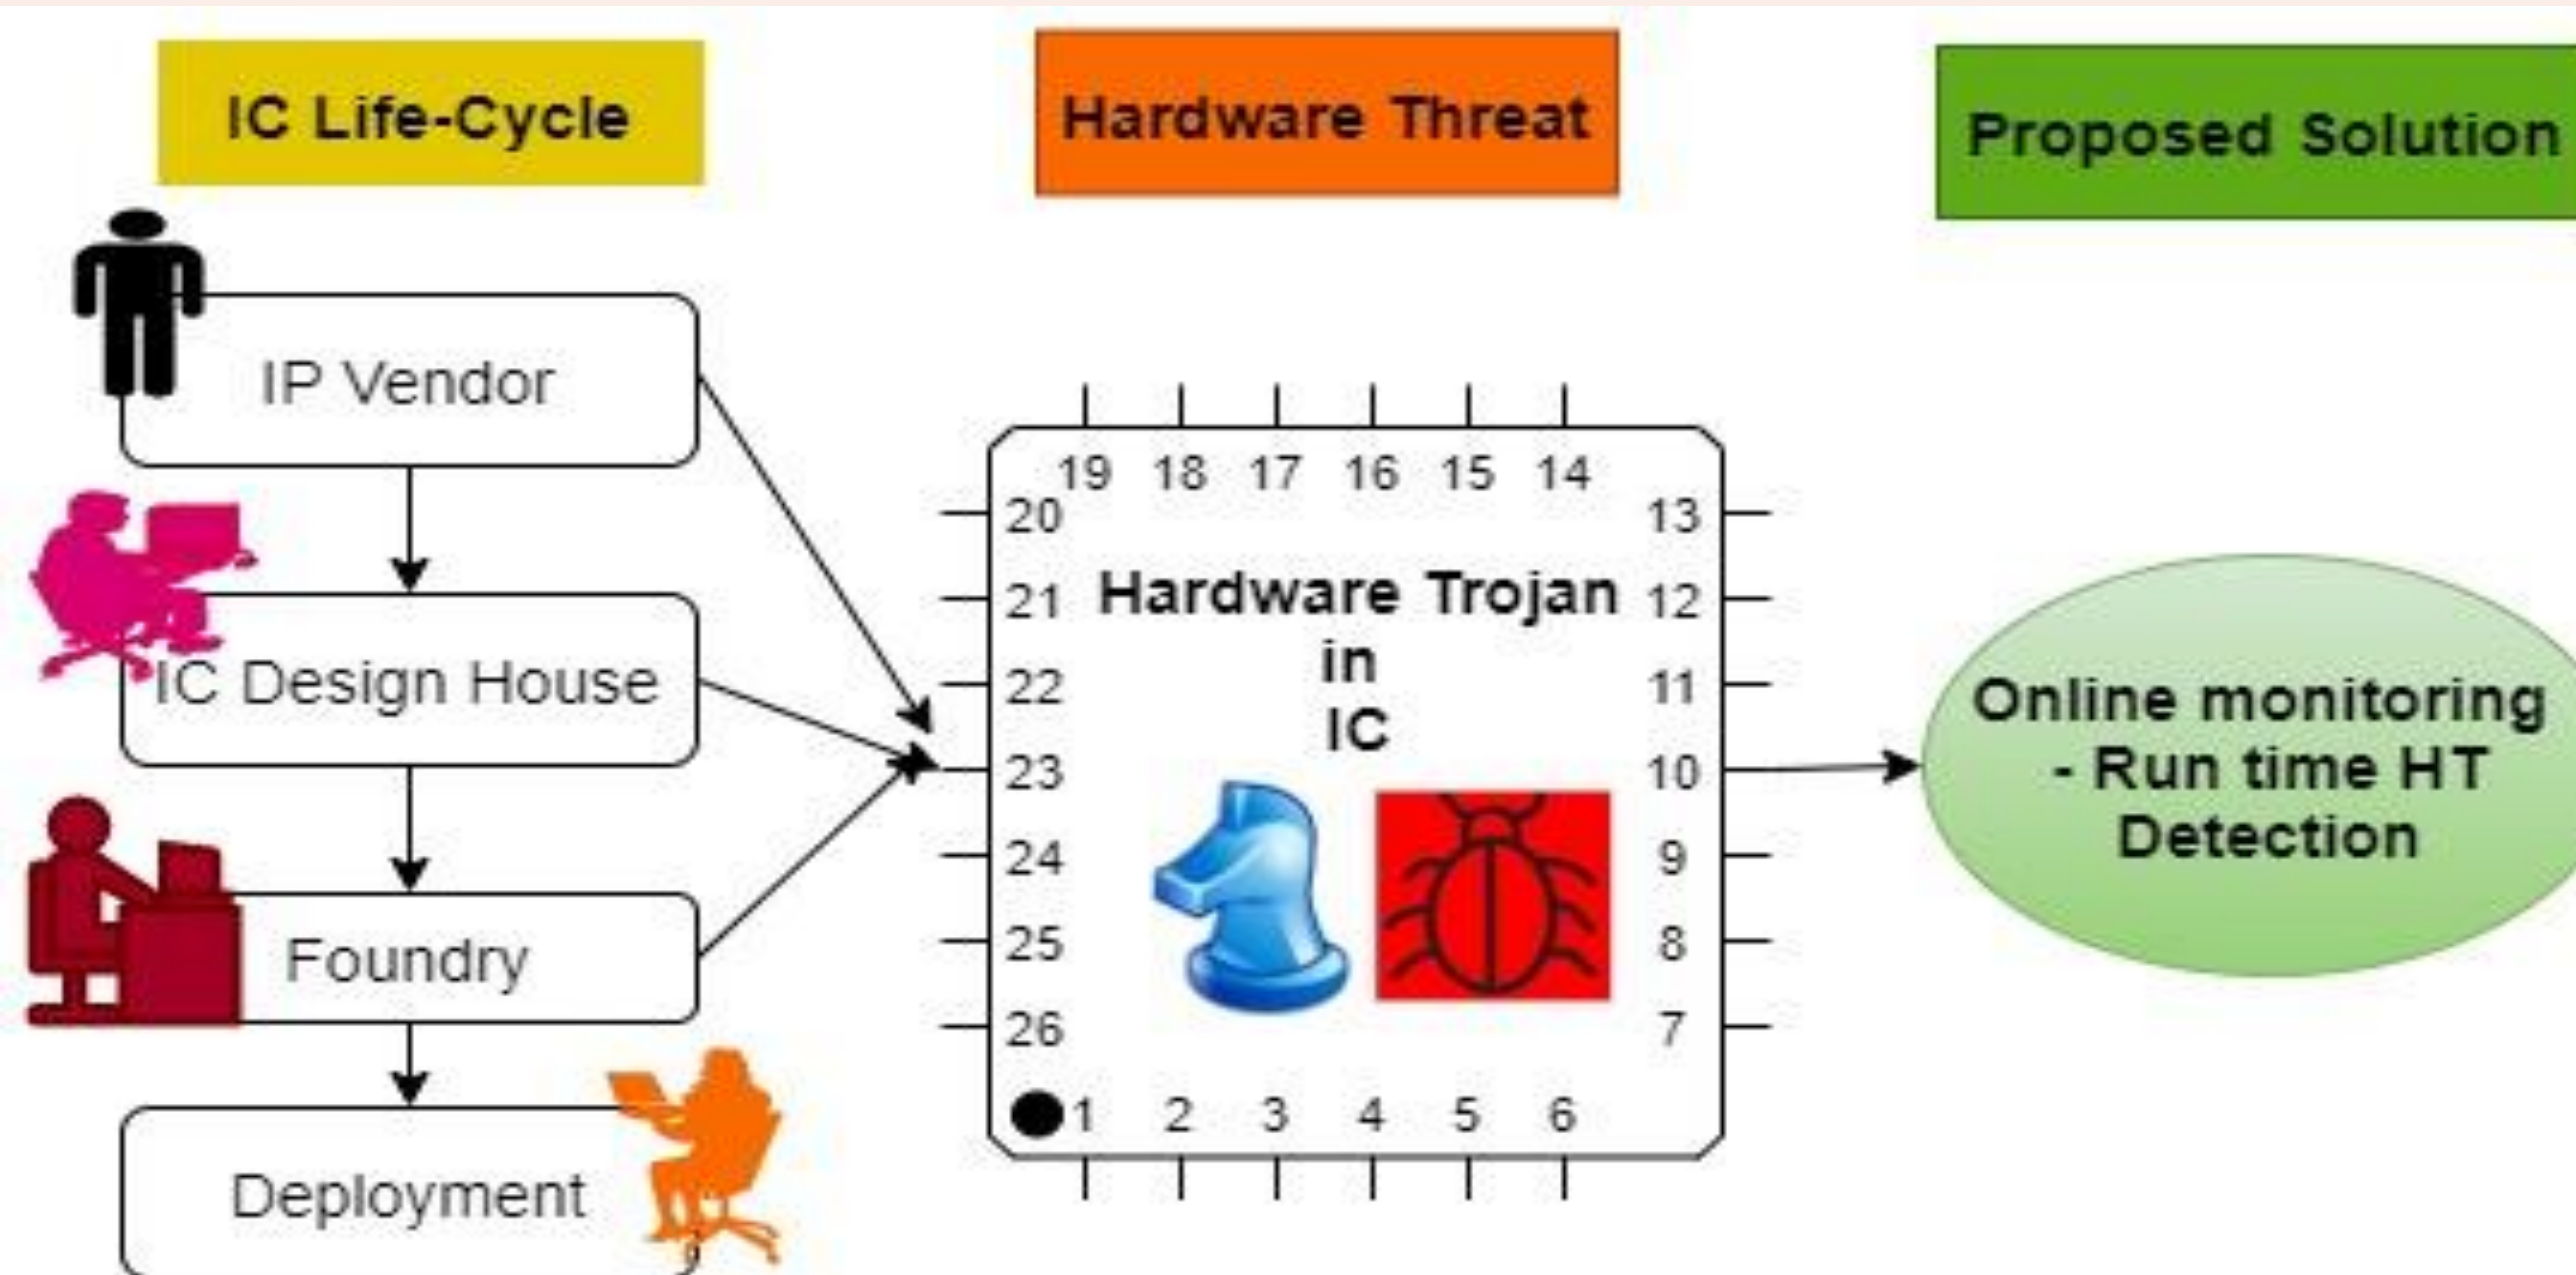 IC Life-Cycle
Hardware Threat
Proposed Solution
IP Vendor
IC Design House
Foundry
Deployment
19 18 17 16 15 14
20 13
21 Hardware Trojan 12
in
22 11
IC
23 10
24 9
25 8
26 7
1 2 3 4 5 6
Online monitoring
- Run time HT
Detection